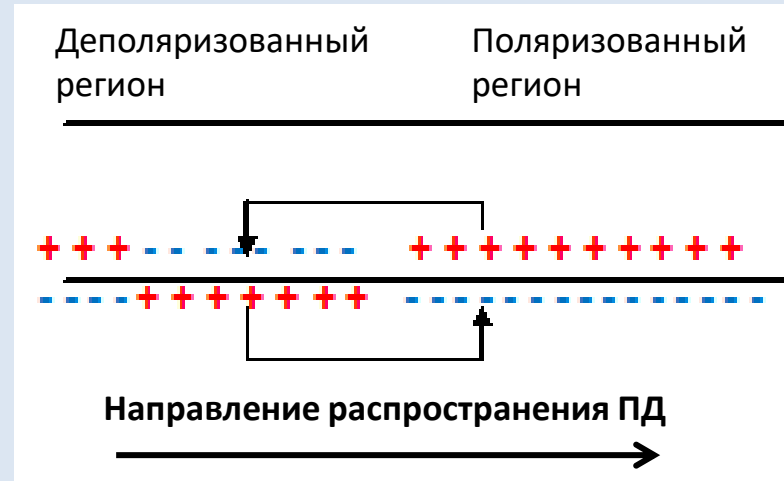 Деполяризованный
регион
Поляризованный
регион
+ + + - - - - - - - -  + + + + + + + + + +
- - - - + + + + + + +  - - - - - - - - - - - - - - -
Направление распространения ПД